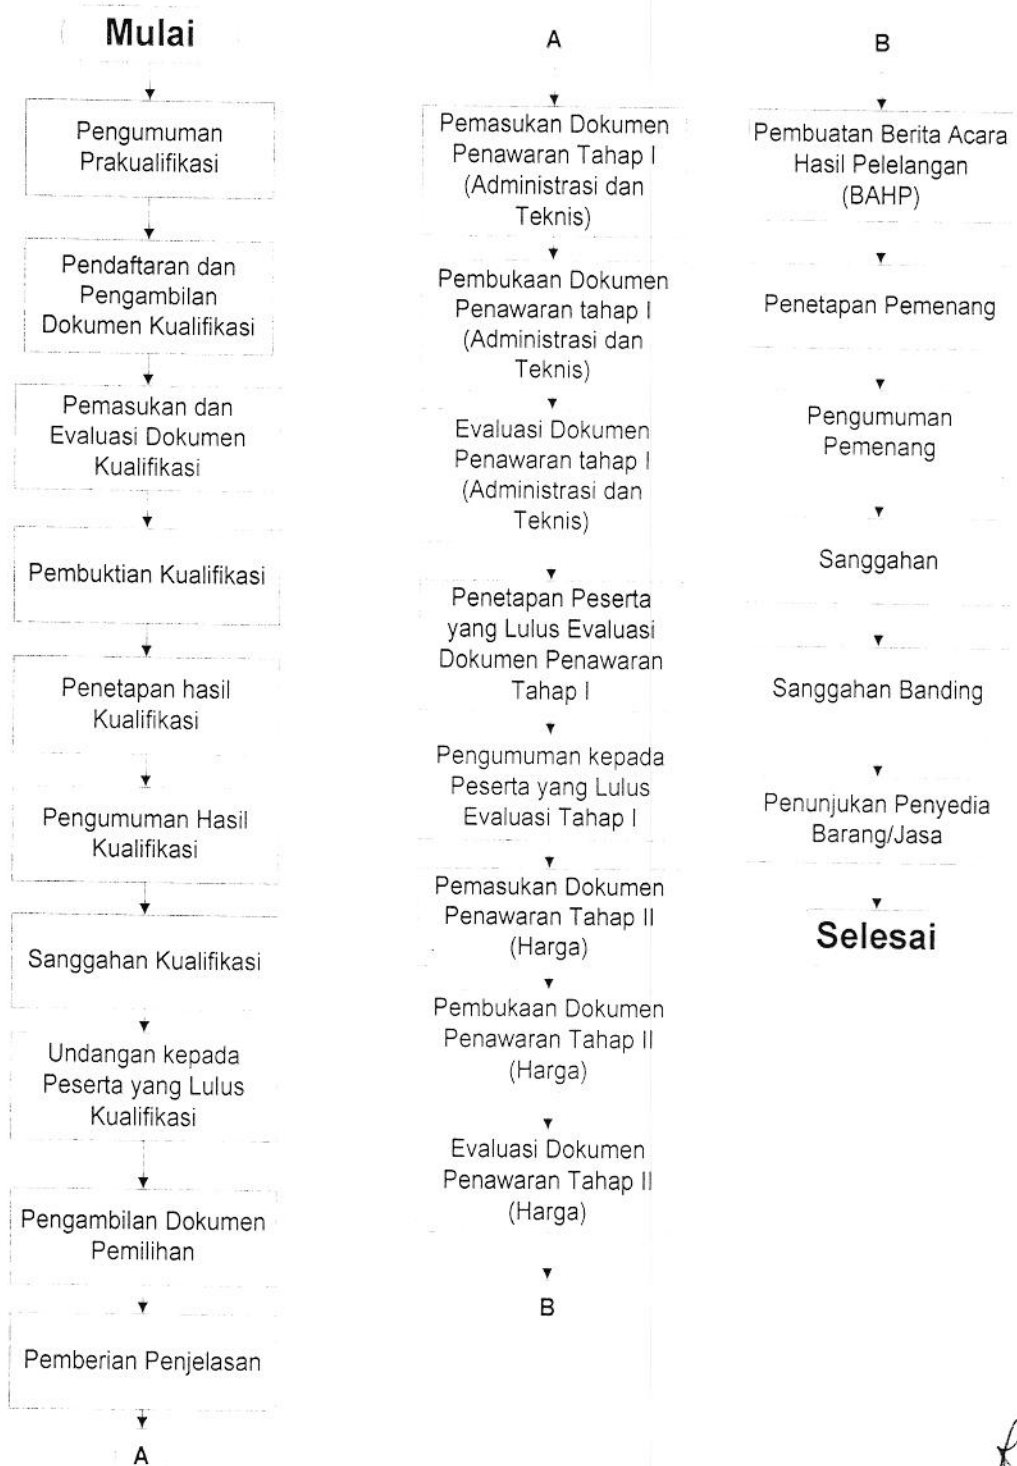 Mulai
Pengumuman
Prakualifikasi
Pendaftaran dan
Pengambilan
Dokumen Kualifikasi
Pemasukan dan
Evaluasi Dokumen
Kualifikasi
Pembuktian Kualifikasi
Penetapan hasil
Kualifikasi
Pengumuman Hasil
Kualifikasi
Sanggahan Kualifikasi
Undangan kepada
Peserta yang Lulus
Kualifikasi
Pengambilan Dokumen
Pemilihan
Pemberian Penjelasan
A
A
Pemasukan Dokumen
Penawaran Tahap I
(Administrasi dan
Teknis)
Pembukaan Dokumen
Penawaran tahap I
(Administrasi dan
Teknis)
Evaluasi Dokumen
Penawaran tahap I
(Administrasi dan
Teknis)
Penetapan Peserta
yang Lulus Evaluasi
Dokumen Penawaran
Tahap I
Pengumuman kepada
Peserta yang Lulus
Evaluasi Tahap I
Pemasukan Dokumen
Penawaran Tahap II
(Harga)
Pembukaan Dokumen
Penawaran Tahap II
(Harga)
Evaluasi Dokumen
Penawaran Tahap II
(Harga)
B
B
Pembuatan Berita Acara
Hasil Pelelangan
(BAHP)
Penetapan Pemenang
Pengumuman
Pemenang
Sanggahan
Sanggahan Banding
Penunjukan Penyedia
Barang/Jasa
Selesai